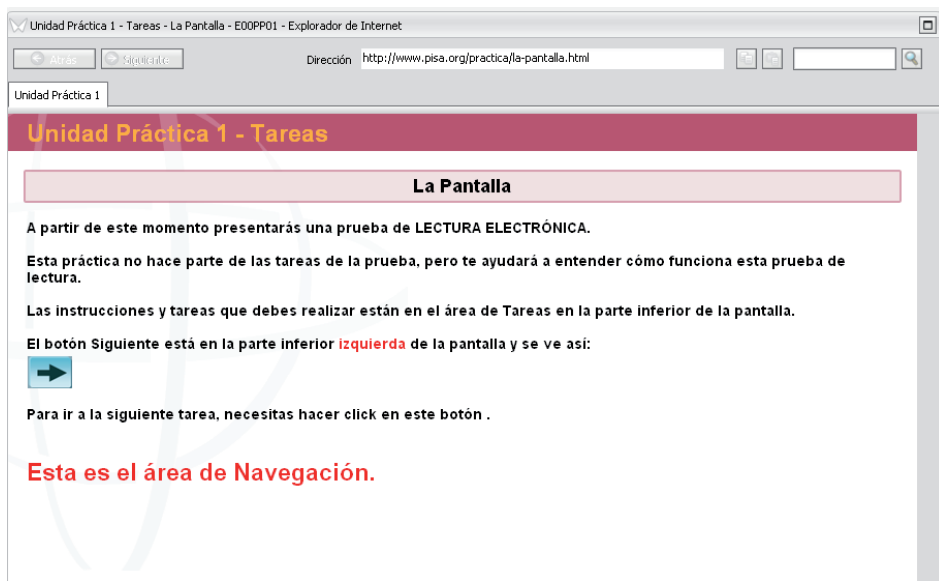 Unidad Práctica 1 - Tareas - La Pantalla - E00PP01 - Explorador de Internet
Atrás Siguiente Dirección http://www.pisa.org/practica/la-pantalla.html
Unidad Práctica 1
Unidad Práctica 1 - Tareas
La Pantalla
A partir de este momento presentarás una prueba de LECTURA ELECTRÓNICA.
Esta práctica no hace parte de las tareas de la prueba, pero te ayudará a entender cómo funciona esta prueba de
lectura.
Las instrucciones y tareas que debes realizar están en el área de Tareas en la parte inferior de la pantalla.
El botón Siguiente está en la parte inferior izquierda de la pantalla y se ve así:
Para ir a la siguiente tarea, necesitas hacer click en este botón .
Esta es el área de Navegación.